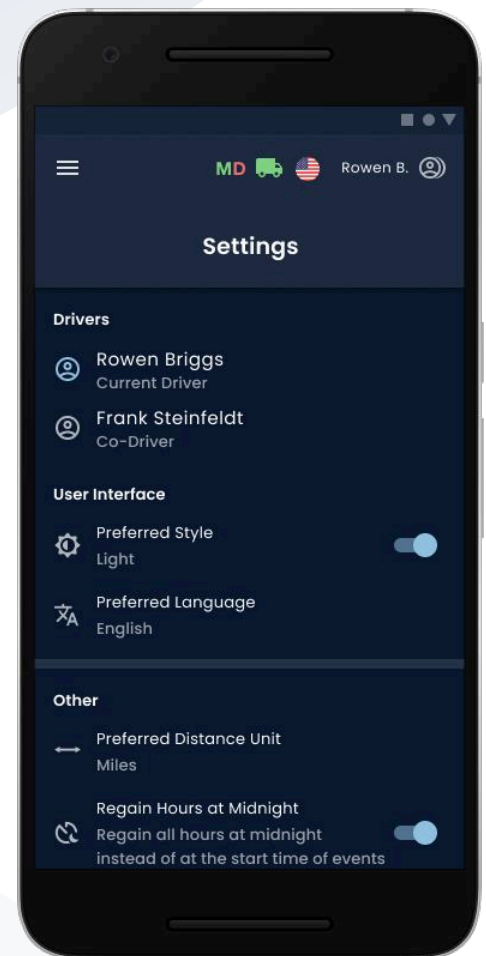 MD Rowen B.
Settings
Drivers
Rowen Briggs
Current Driver
Frank Steinfeldt
Co-Driver
User Interface
Preferred Style
Light
Preferred Language
English
Other
Preferred Distance Unit
Miles
Regain Hours at Midnight
Regain all hours at midnight
instead of at the start time of events